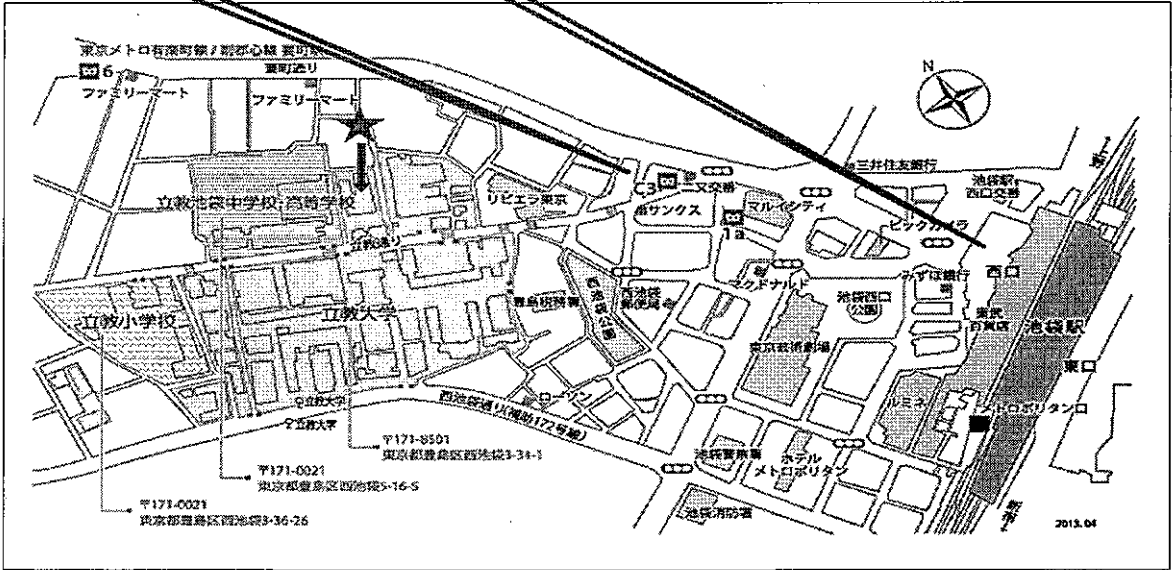 東京メトロ有楽町線/副都心線 要町駅
6
要町通り
ファミリーマート
ファミリーマート
N
三井住友銀行
池袋駅
西口交番
C3
二又交番
立教池袋中学校・高等学校
リビエラ東京
サンクス
マルイシティ
1a
ビックカメラ
立教通り
みずほ銀行
西口
マクドナルド
豊島税務署
西池袋公園
西池袋
郵便局
池袋西口
(公園)
東武
百貨店
池袋駅
立教小学校
立教大学
東京芸術劇場
東口
ルミネ
メトロポリタン口
ローソン
立教大学
立教大学
西池袋通り(補助172号線)
〒171-8501
東京都豊島区西池袋3-34-1
池袋警察署
ホテル
メトロポリタン
〒171-0021
東京都豊島区西池袋5-16-5
〒171-0021
東京都豊島区西池袋3-36-26
池袋消防署
2013.04